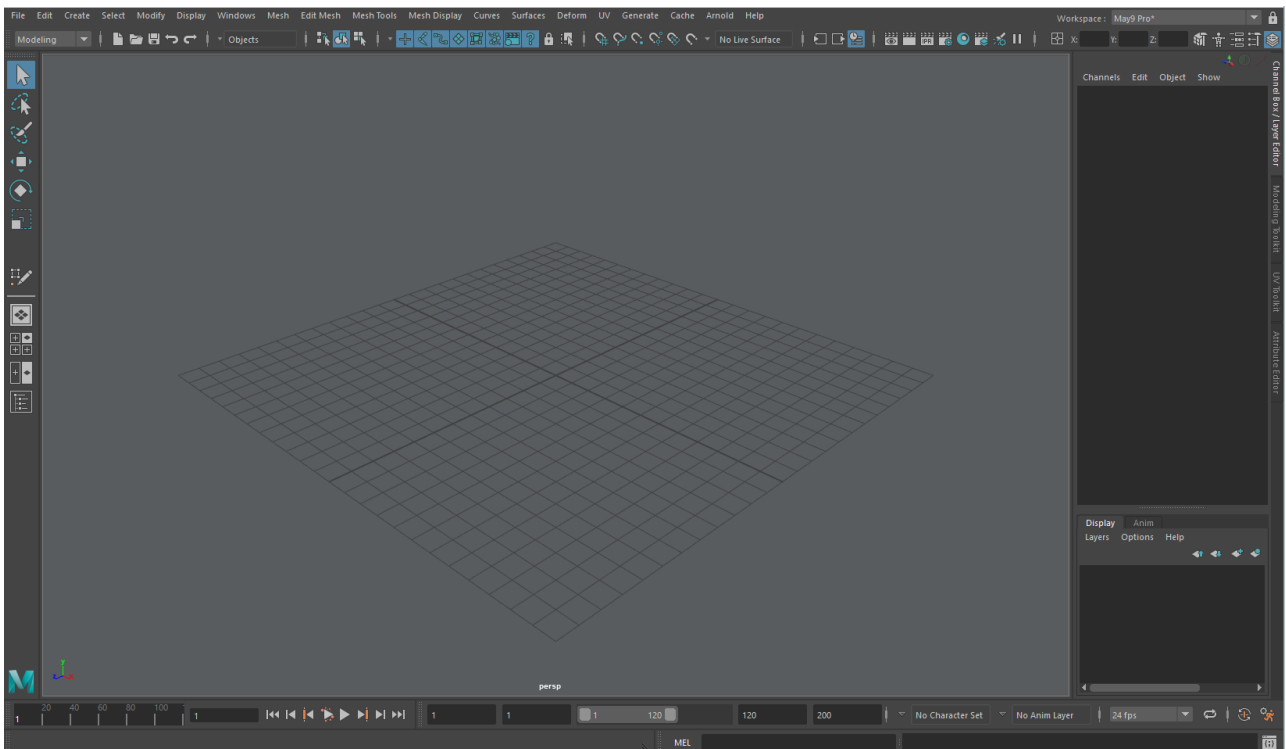 File Edit Create Select Modify Display Windows Mesh Edit Mesh Mesh Tools Mesh Display Curves Surfaces Deform UV Generate Cache Arnold Help
Workspace : May9 Pro*
Modeling
Objects
No Live Surface
X:
Y:
Z:
Channels Edit Object Show
Channel Box / Layer Editor
Modeling Toolkit
UV Toolkit
Attribute Editor
Display Anim
Layers Options Help
y
persp
20 40 60 80 100
1
1
1
1
1 120
120
200
No Character Set
No Anim Layer
24 fps
MEL